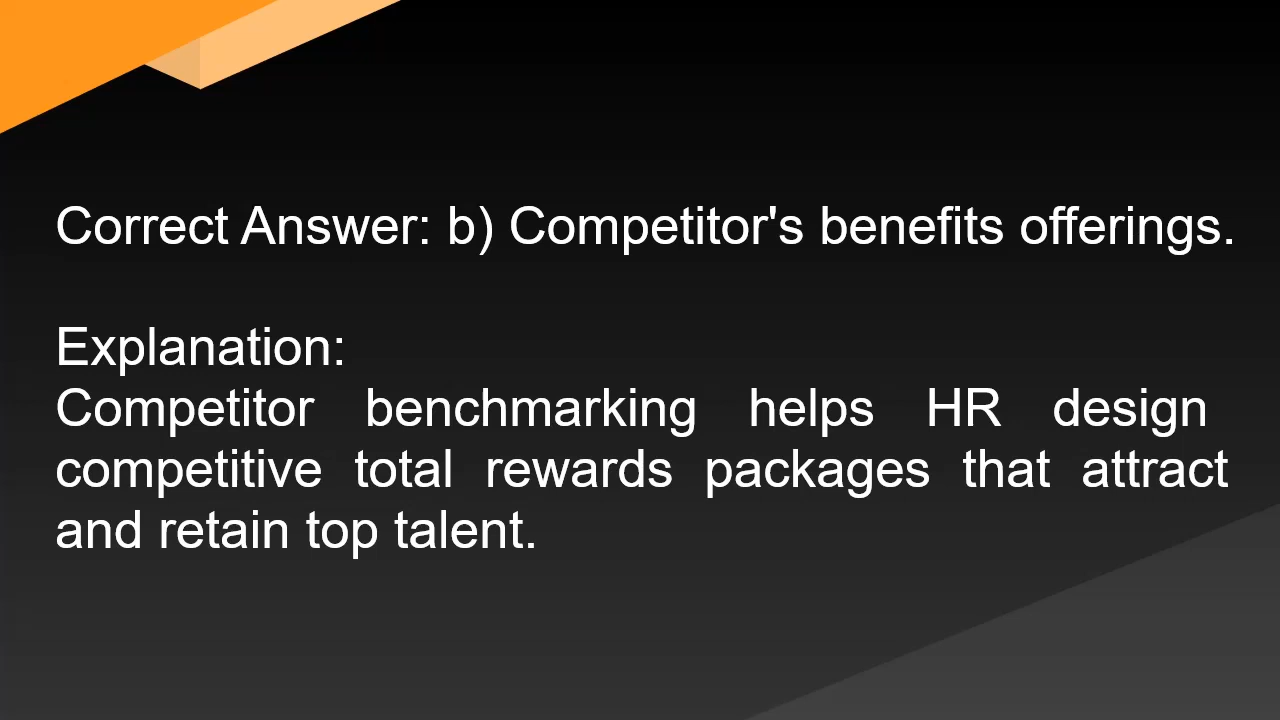 Correct Answer: b) Competitor's benefits offerings.
Explanation:
Competitor benchmarking helps HR design
competitive total rewards packages that attract
and retain top talent.